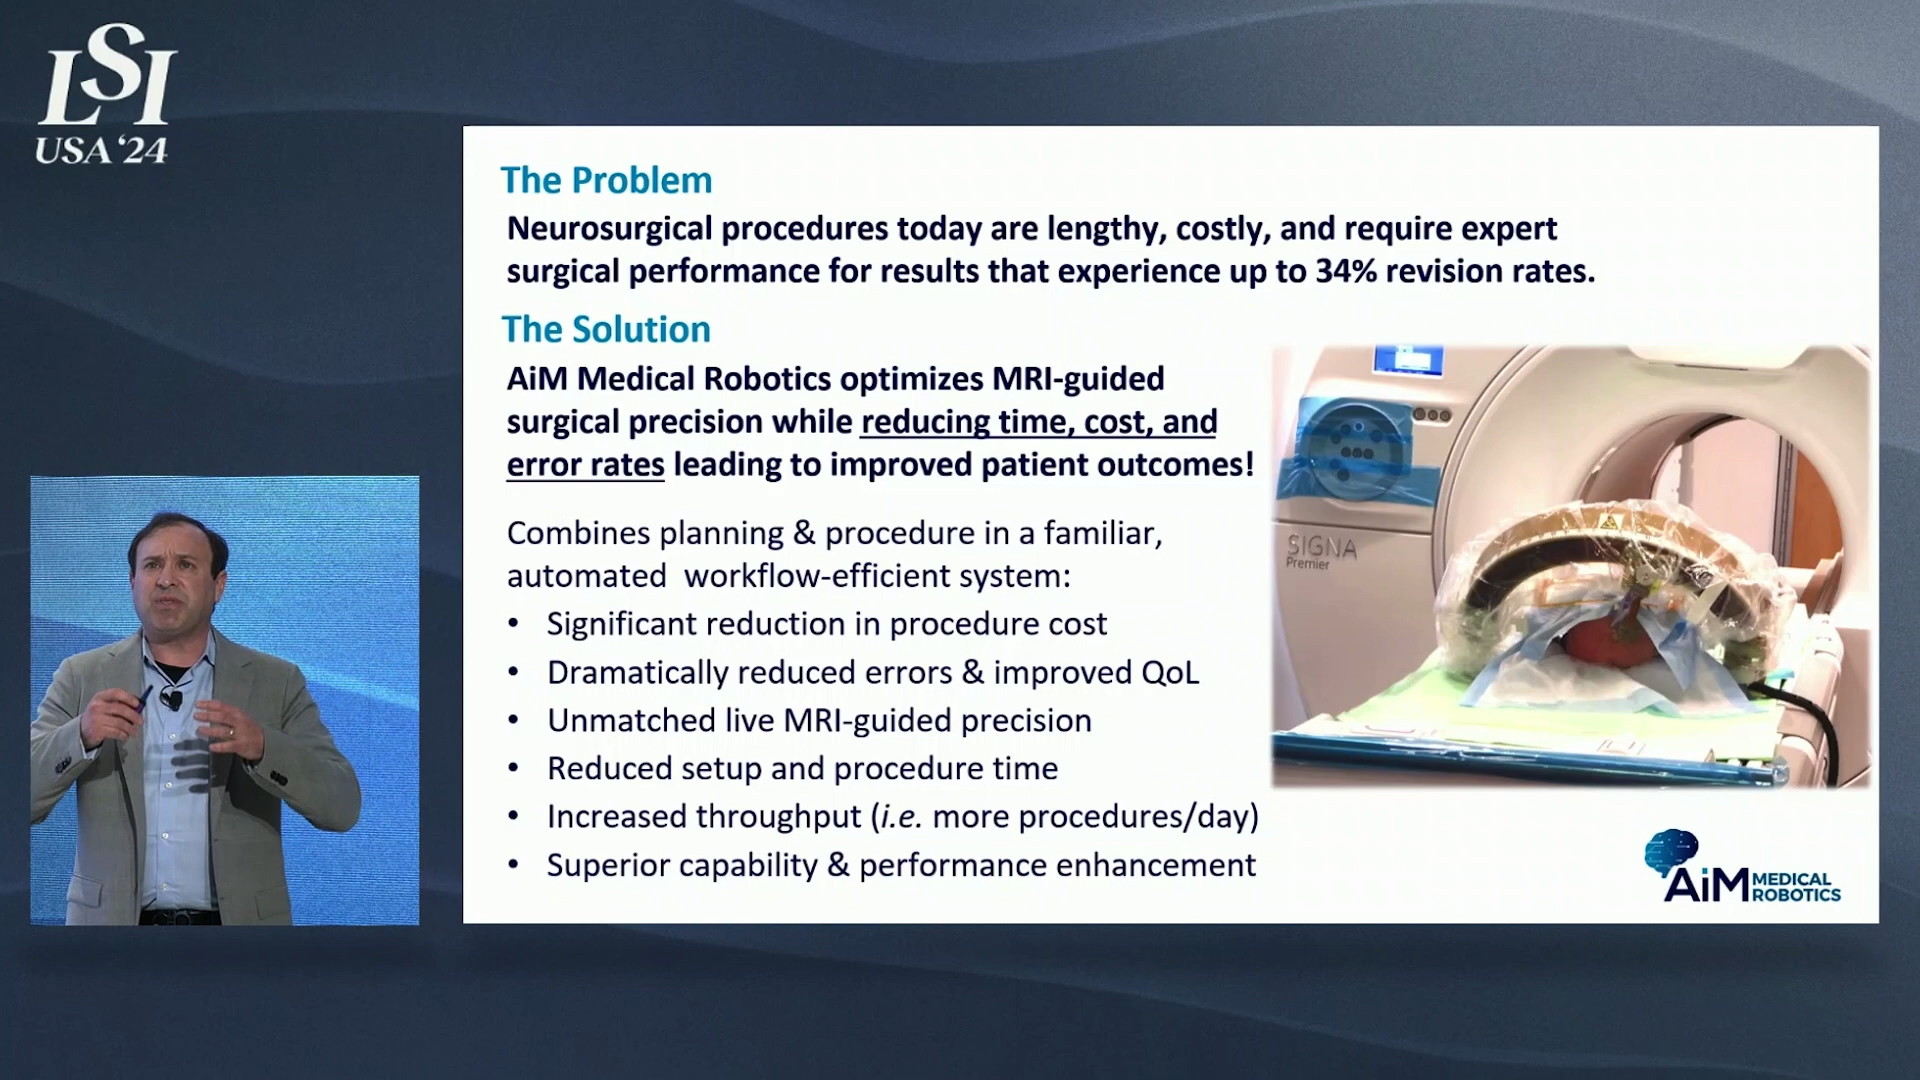 LSI
USA '24
The Problem
Neurosurgical procedures today are lengthy, costly, and require expert
surgical performance for results that experience up to 34% revision rates.
The Solution
AiM Medical Robotics optimizes MRI-guided
surgical precision while reducing time, cost, and
error rates leading to improved patient outcomes!
Combines planning & procedure in a familiar,
automated workflow-efficient system:
• Significant reduction in procedure cost
• Dramatically reduced errors & improved QoL
• Unmatched live MRI-guided precision
• Reduced setup and procedure time
• Increased throughput (i.e. more procedures/day)
• Superior capability & performance enhancement
SIGNA
Premier
AiM MEDICAL
ROBOTICS